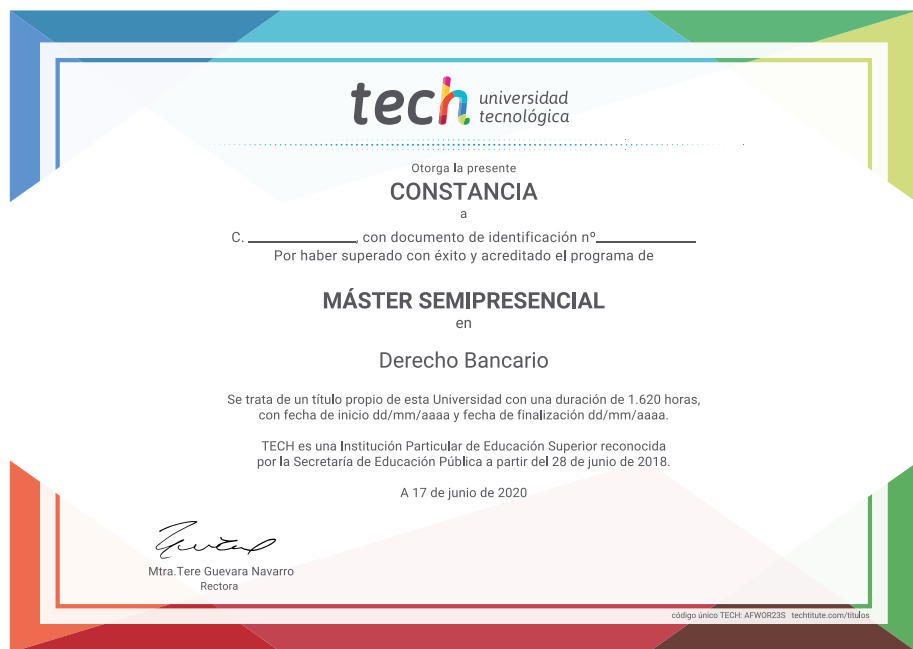 tech universidad
tecnológica
Otorga la presente
CONSTANCIA
a
C. ______________, con documento de identificación nº_____________
Por haber superado con éxito y acreditado el programa de
MÁSTER SEMIPRESENCIAL
en
Derecho Bancario
Se trata de un título propio de esta Universidad con una duración de 1.620 horas,
con fecha de inicio dd/mm/aaaa y fecha de finalización dd/mm/aaaa.
TECH es una Institución Particular de Educación Superior reconocida
por la Secretaría de Educación Pública a partir del 28 de junio de 2018.
A 17 de junio de 2020
Mtra.Tere Guevara Navarro
Rectora
código único TECH: AFWOR23S techtitute.com/titulos